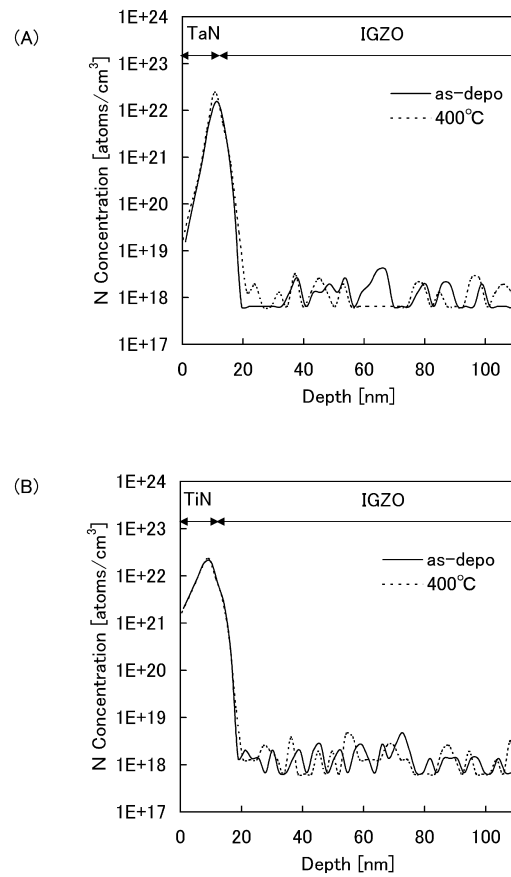 (A)
TaN
IGZO
1E+24
1E+23
1E+22
1E+21
1E+20
1E+19
1E+18
1E+17
N Concentration [atoms/cm³]
as-depo
400℃
0 20 40 60 80 100
Depth [nm]
(B)
TiN
IGZO
1E+24
1E+23
1E+22
1E+21
1E+20
1E+19
1E+18
1E+17
N Concentration [atoms/cm³]
as-depo
400℃
0 20 40 60 80 100
Depth [nm]